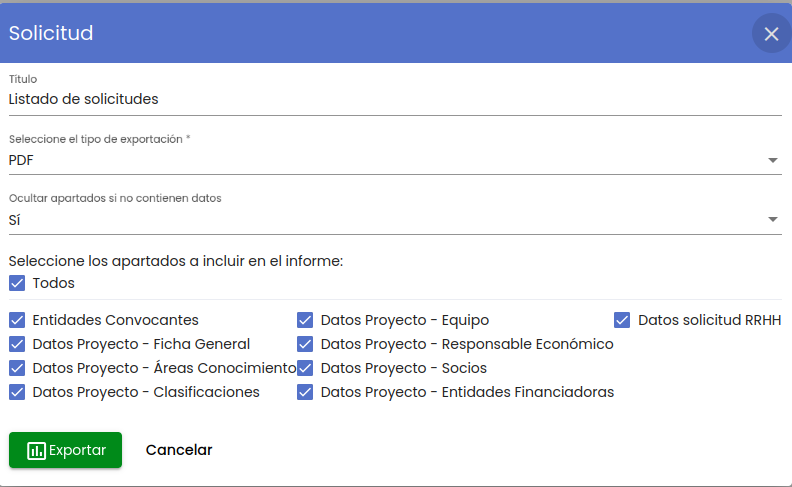 Solicitud
Título
Listado de solicitudes
Seleccione el tipo de exportación *
PDF
Ocultar apartados si no contienen datos
Sí
Seleccione los apartados a incluir en el informe:
Todos
Entidades Convocantes
Datos Proyecto - Ficha General
Datos Proyecto - Áreas Conocimiento
Datos Proyecto - Clasificaciones
Datos Proyecto - Equipo
Datos Proyecto - Responsable Económico
Datos Proyecto - Socios
Datos Proyecto - Entidades Financiadoras
Datos solicitud RRHH
Exportar
Cancelar